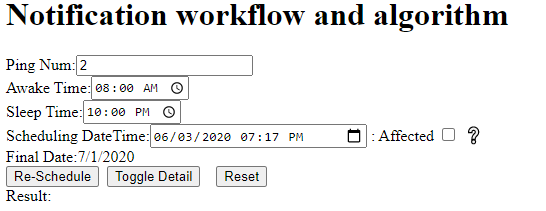 Notification workflow and algorithm
Ping Num: 2
Awake Time: 08:00 AM
Sleep Time: 10:00 PM
Scheduling DateTime: 06/03/2020 07:17 PM : Affected ?
Final Date:7/1/2020
Re-Schedule Toggle Detail Reset
Result: